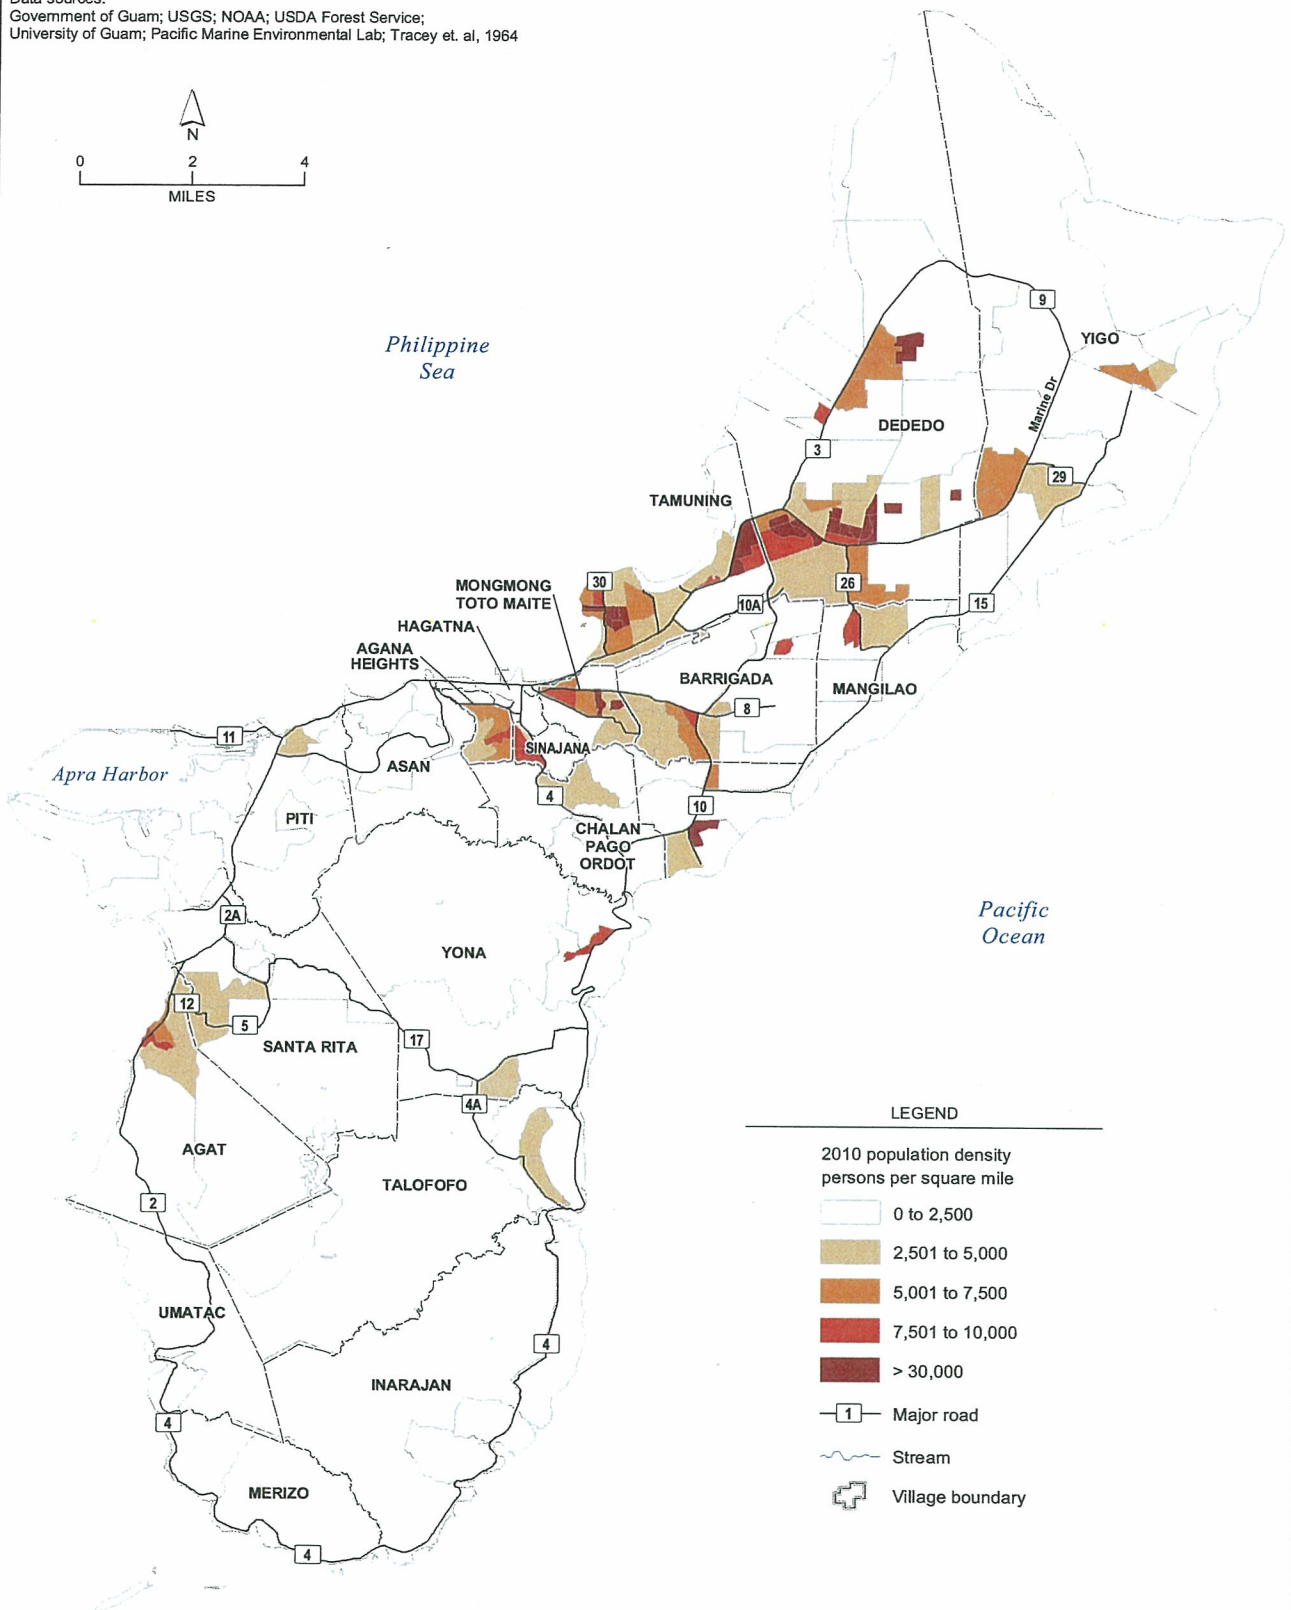 Data sources:
Government of Guam; USGS; NOAA; USDA Forest Service;
University of Guam; Pacific Marine Environmental Lab; Tracey et. al, 1964
N
0 2 4
MILES
Philippine
Sea
9
YIGO
Marine Dr
DEDEDO
3
29
TAMUNING
30
MONGMONG
TOTO MAITE
26
10A
15
HAGATNA
AGANA
HEIGHTS
BARRIGADA
MANGILAO
8
11
SINAJANA
ASAN
Apra Harbor
4
10
PITI
CHALAN
PAGO
ORDOT
2A
Pacific
Ocean
YONA
12
5
SANTA RITA
17
4A
AGAT
TALOFOFO
2
UMATAC
4
INARAJAN
4
MERIZO
4
LEGEND
2010 population density
persons per square mile
0 to 2,500
2,501 to 5,000
5,001 to 7,500
7,501 to 10,000
> 30,000
1 Major road
Stream
Village boundary